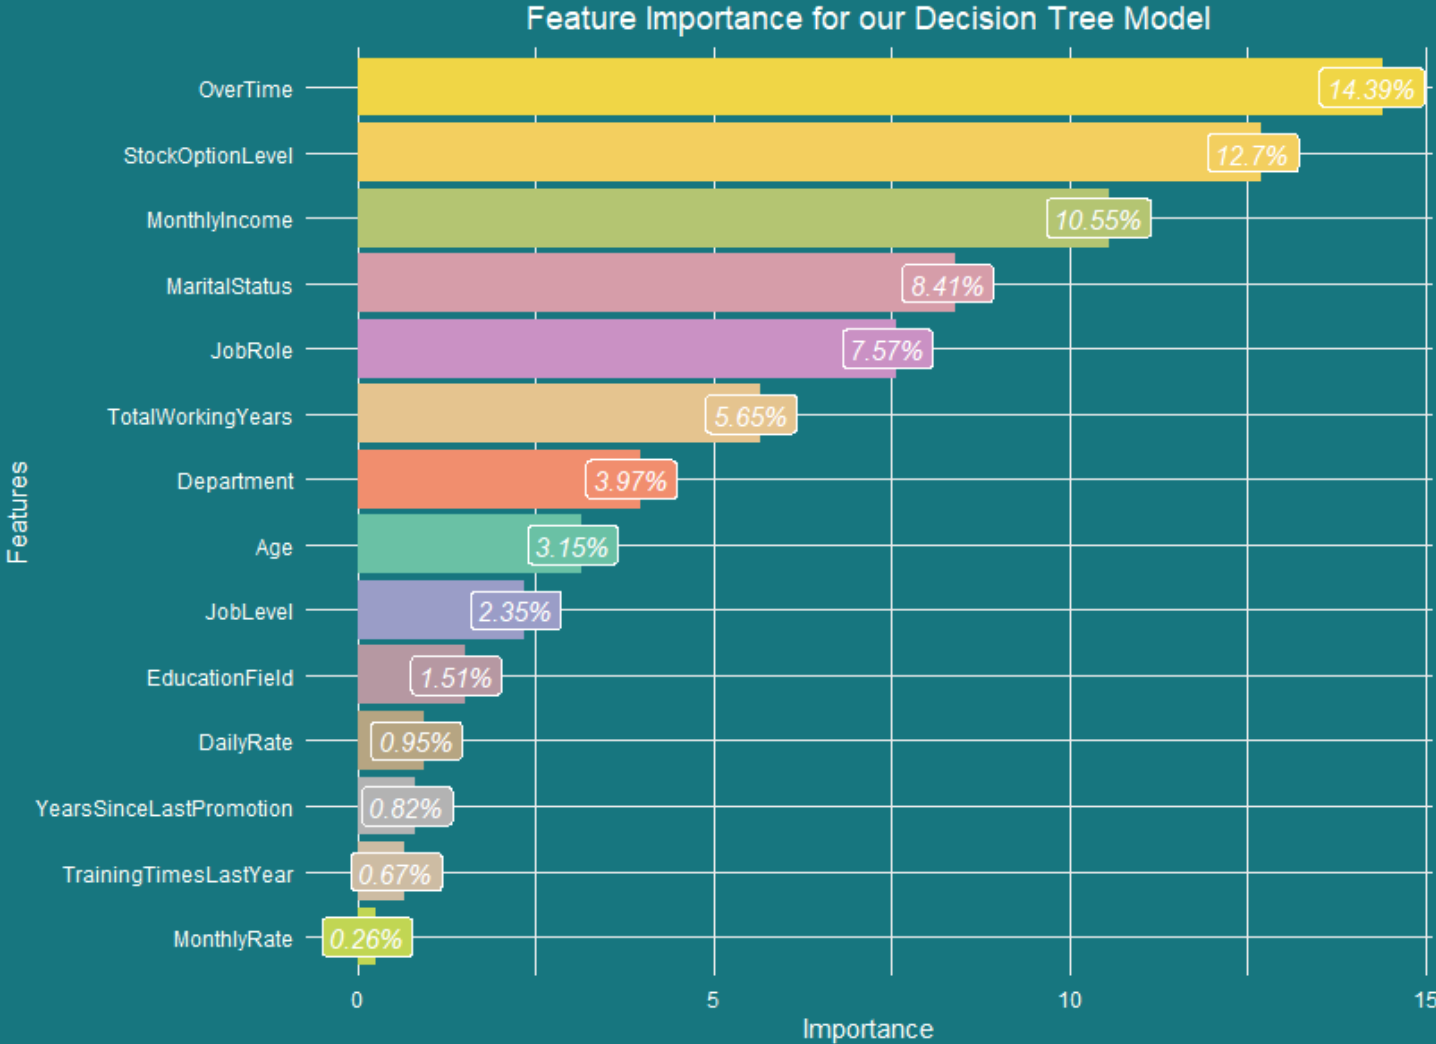 Feature Importance for our Decision Tree Model
OverTime 14.39%
StockOptionLevel 12.7%
MonthlyIncome 10.55%
MaritalStatus 8.41%
JobRole 7.57%
TotalWorkingYears 5.65%
Department 3.97%
Age 3.15%
JobLevel 2.35%
EducationField 1.51%
DailyRate 0.95%
YearsSinceLastPromotion 0.82%
TrainingTimesLastYear 0.67%
MonthlyRate 0.26%
Features
0 5 10 15
Importance